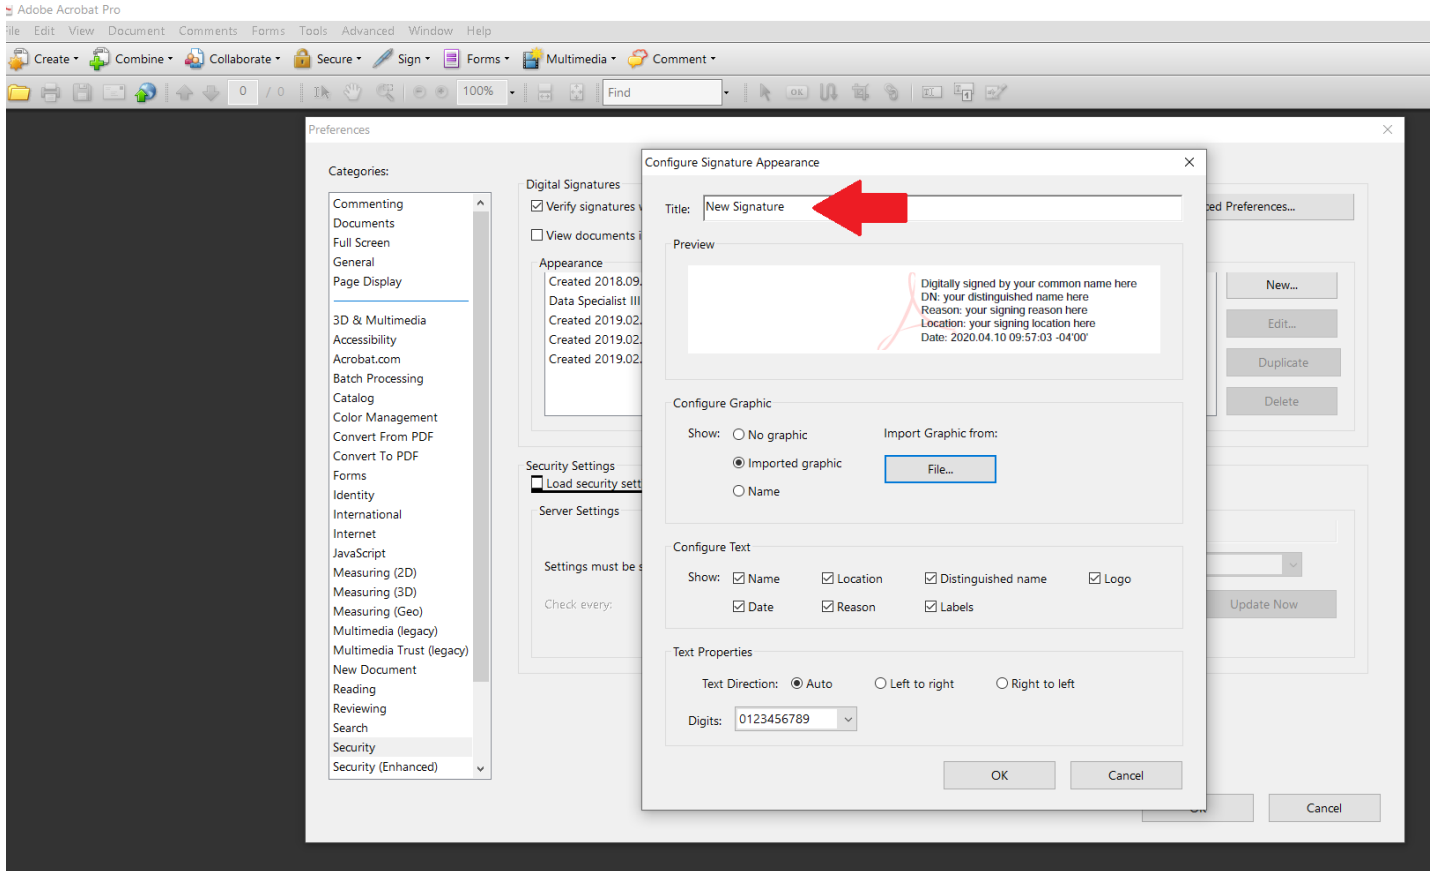 Adobe Acrobat Pro
File Edit View Document Comments Forms Tools Advanced Window Help
Create Combine Collaborate Secure Sign Forms Multimedia Comment
0 / 0 100% Find OK
Preferences
Categories:
Commenting
Documents
Full Screen
General
Page Display
3D & Multimedia
Accessibility
Acrobat.com
Batch Processing
Catalog
Color Management
Convert From PDF
Convert To PDF
Forms
Identity
International
Internet
JavaScript
Measuring (2D)
Measuring (3D)
Measuring (Geo)
Multimedia (legacy)
Multimedia Trust (legacy)
New Document
Reading
Reviewing
Search
Security
Security (Enhanced)
Digital Signatures
Verify signatures
View documents
Appearance
Created 2018.09.
Data Specialist III
Created 2019.02.
Created 2019.02.
Created 2019.02.
Security Settings
Load security sett
Server Settings
Settings must be s
Check every:
Preferences...
New...
Edit...
Duplicate
Delete
Update Now
Cancel
Configure Signature Appearance
Title: New Signature
Preview
Digitally signed by your common name here
DN: your distinguished name here
Reason: your signing reason here
Location: your signing location here
Date: 2020.04.10 09:57:03 -04'00'
Configure Graphic
Show: No graphic Import Graphic from:
Imported graphic File...
Name
Configure Text
Show: Name Location Distinguished name Logo
Date Reason Labels
Text Properties
Text Direction: Auto Left to right Right to left
Digits: 0123456789
OK Cancel